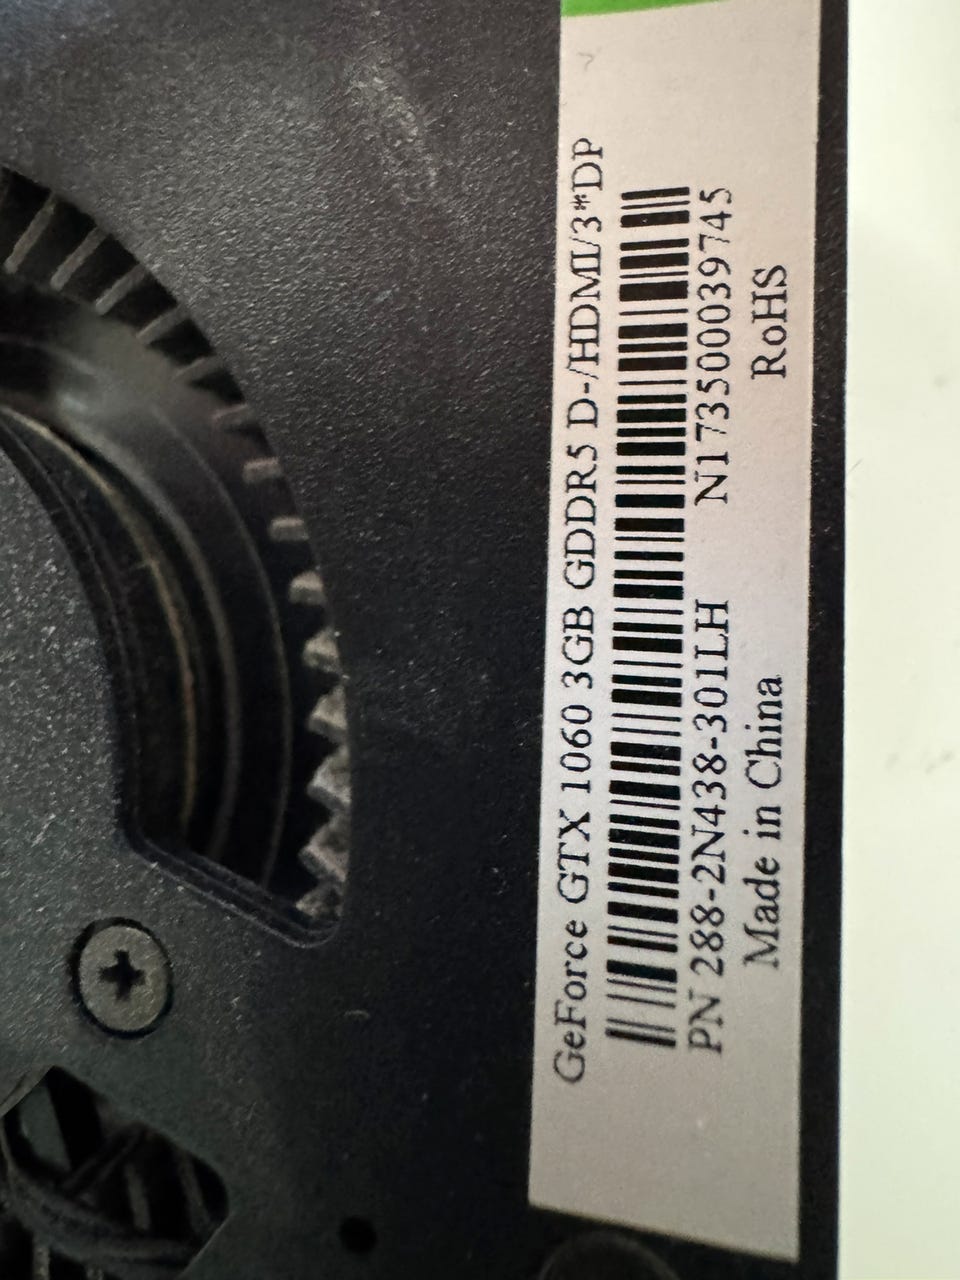 GeForce GTX 1060 3GB GDDR5 D-/HDMI/3*DP
PN 288-2N438-301LH N173500039745
Made in China RoHS